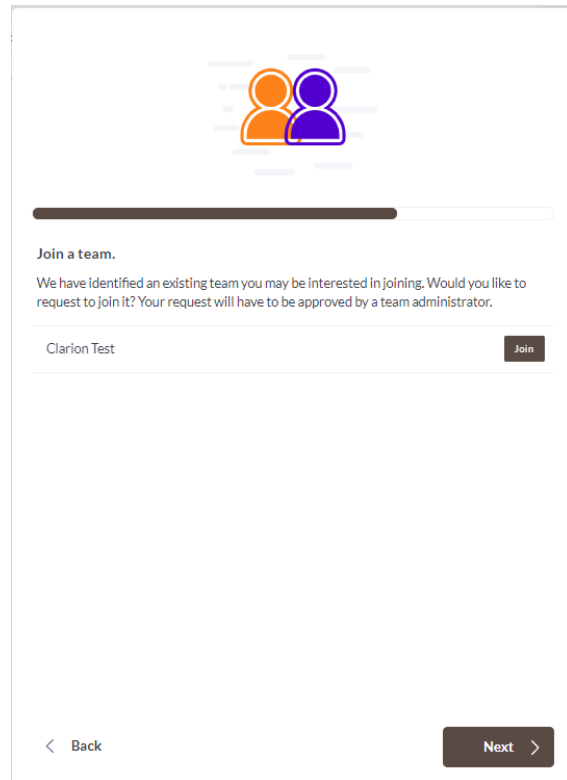 Join a team.
We have identified an existing team you may be interested in joining. Would you like to
request to join it? Your request will have to be approved by a team administrator.
Clarion Test
Join
Back
Next